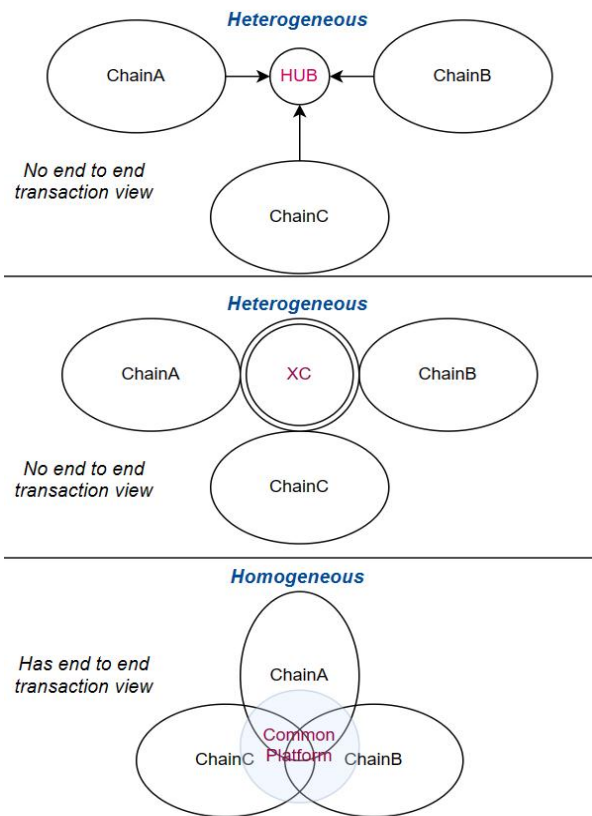 Heterogeneous
ChainA
HUB
ChainB
No end to end
transaction view
ChainC
Heterogeneous
ChainA
XC
ChainB
No end to end
transaction view
ChainC
Homogeneous
Has end to end
transaction view
ChainA
Common
Platform
ChainC
ChainB